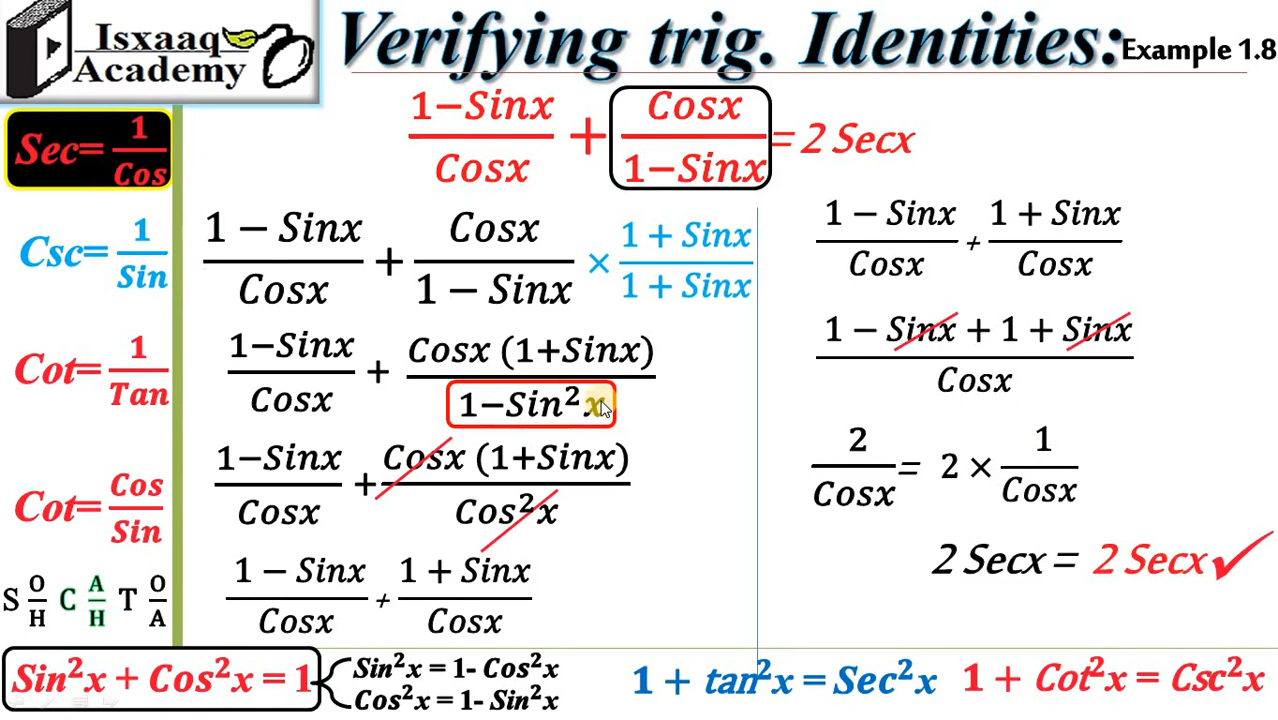 Isxaaq
Academy
Verifying trig. Identities:
Example 1.8
1−Sinx/Cosx + Cosx/1−Sinx = 2 Secx
Sec= 1/Cos
Csc= 1/Sin
Cot= 1/Tan
Cot= Cos/Sin
S O/H C A/H T O/A
1 − Sinx/Cosx + Cosx/1 − Sinx × 1 + Sinx/1 + Sinx
1−Sinx/Cosx + Cosx (1+Sinx)/1−Sin²x
1−Sinx/Cosx + Cosx (1+Sinx)/Cos²x
1 − Sinx/Cosx + 1 + Sinx/Cosx
1 − Sinx/Cosx + 1 + Sinx/Cosx
1 − Sinx + 1 + Sinx/Cosx
2/Cosx = 2 × 1/Cosx
2 Secx = 2 Secx
Sin²x + Cos²x = 1
Sin²x = 1- Cos²x
Cos²x = 1- Sin²x
1 + tan²x = Sec²x
1 + Cot²x = Csc²x